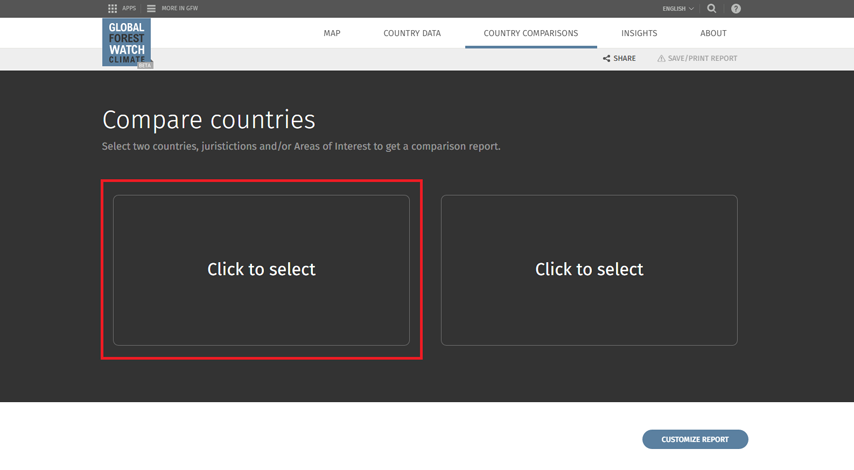 APPS
MORE IN GFW
ENGLISH
?
GLOBAL
FOREST
WATCH
CLIMATE
BETA
MAP
COUNTRY DATA
COUNTRY COMPARISONS
INSIGHTS
ABOUT
SHARE
SAVE/PRINT REPORT
Compare countries
Select two countries, juristictions and/or Areas of Interest to get a comparison report.
Click to select
Click to select
CUSTOMIZE REPORT